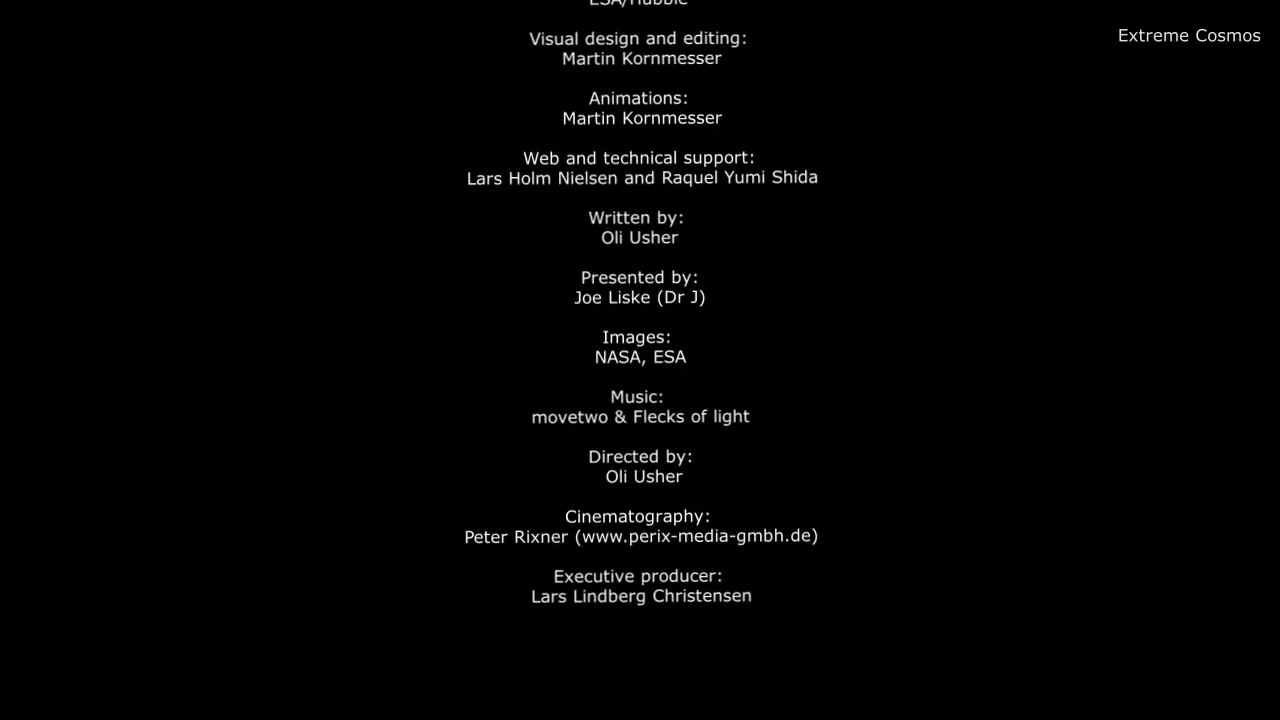 ESA/Hubble
Extreme Cosmos
Visual design and editing:
Martin Kornmesser
Animations:
Martin Kornmesser
Web and technical support:
Lars Holm Nielsen and Raquel Yumi Shida
Written by:
Oli Usher
Presented by:
Joe Liske (Dr J)
Images:
NASA, ESA
Music:
movetwo & Flecks of light
Directed by:
Oli Usher
Cinematography:
Peter Rixner (www.perix-media-gmbh.de)
Executive producer:
Lars Lindberg Christensen